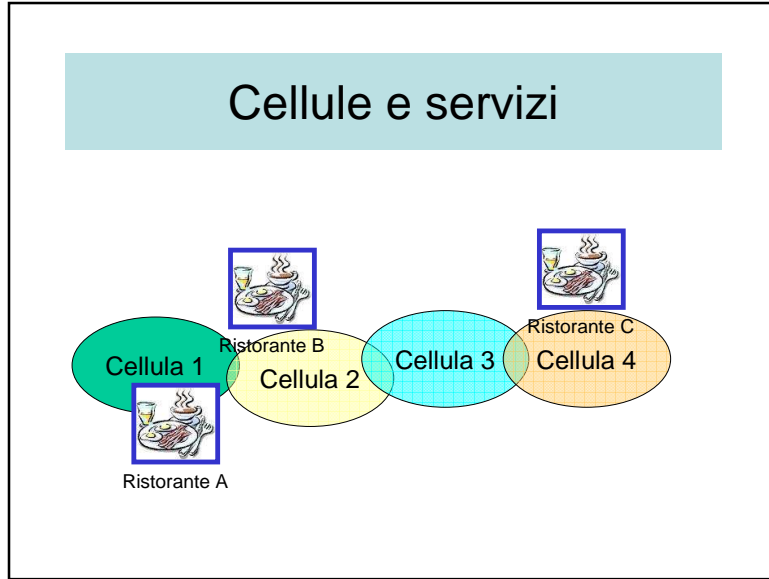 Cellule e servizi
Ristorante B
Ristorante C
Cellula 1
Cellula 2
Cellula 3
Cellula 4
Ristorante A